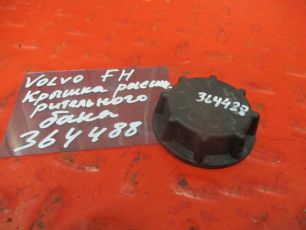 VOLVO FH
Крышка расши-
рительного
бака
364488
364488